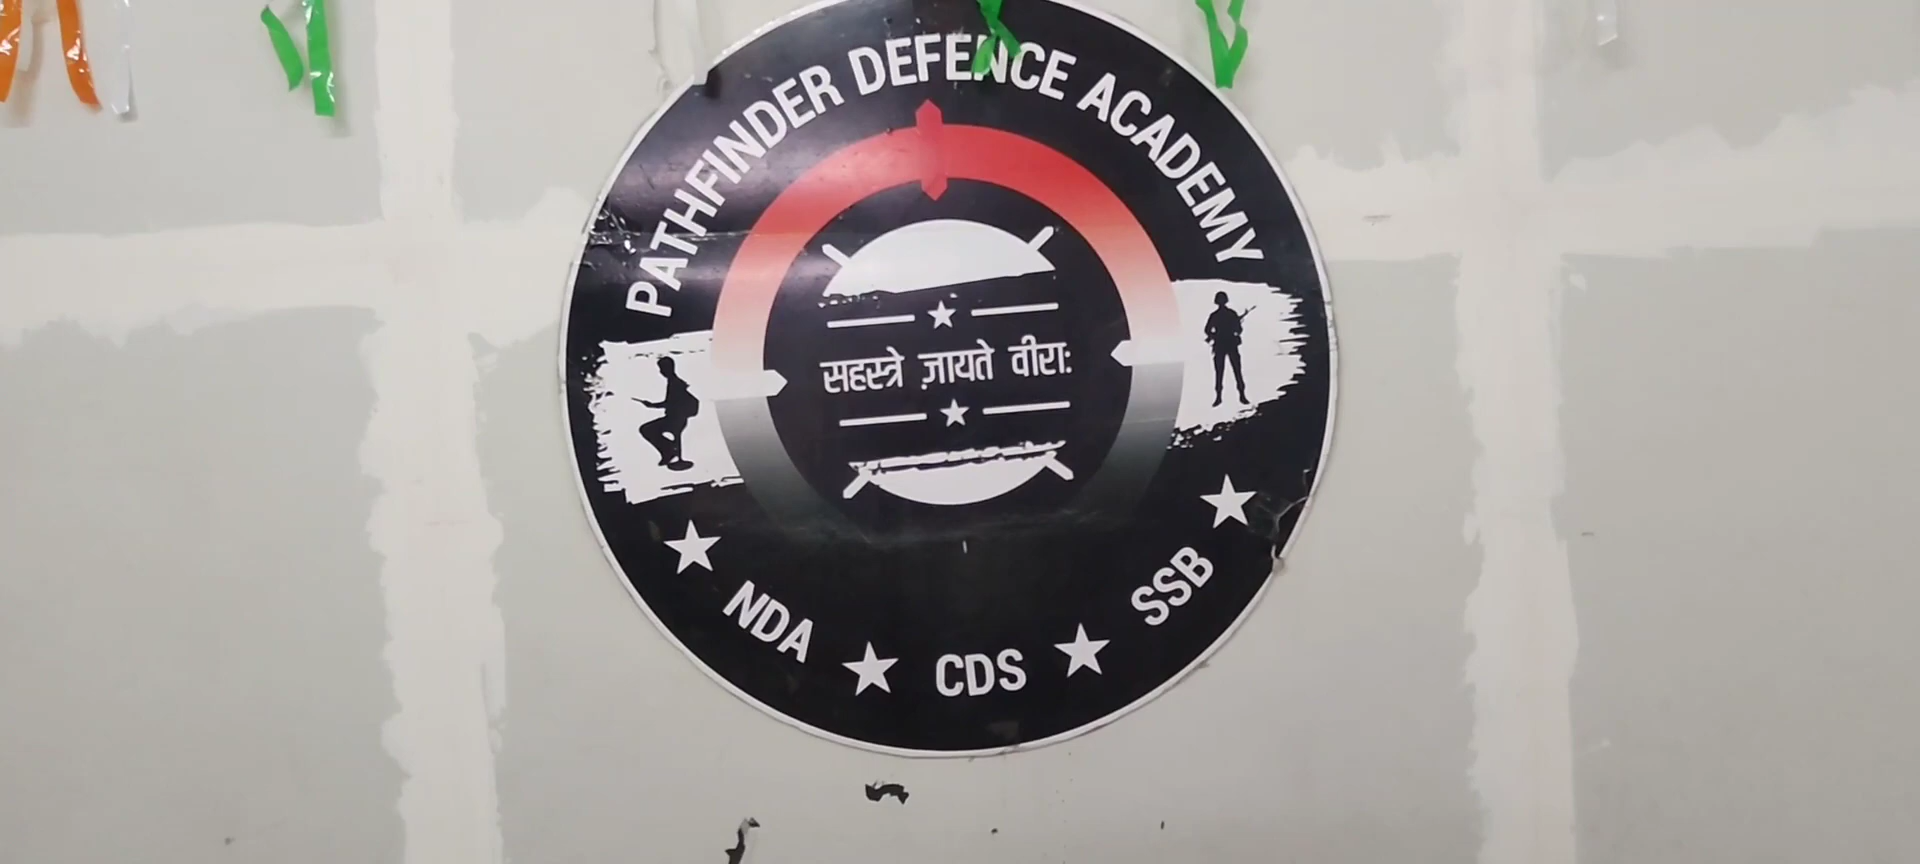 PATHFINDER DEFENCE ACADEMY
सहस्त्रे ज़ायते वीराः
NDA
CDS
SSB